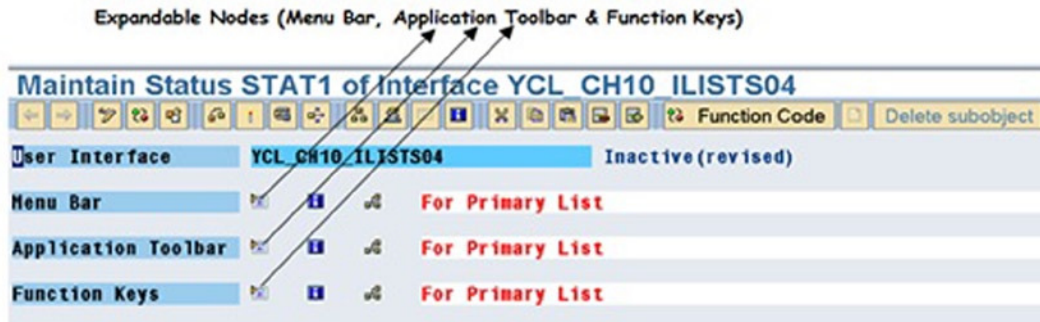 Expandable Nodes (Menu Bar, Application Toolbar & Function Keys)
Maintain Status STAT1 of Interface YCL_CH10_ILISTS04
Function Code Delete subobject
User Interface YCL_CH10_ILISTS04 Inactive(revised)
Menu Bar For Primary List
Application Toolbar For Primary List
Function Keys For Primary List